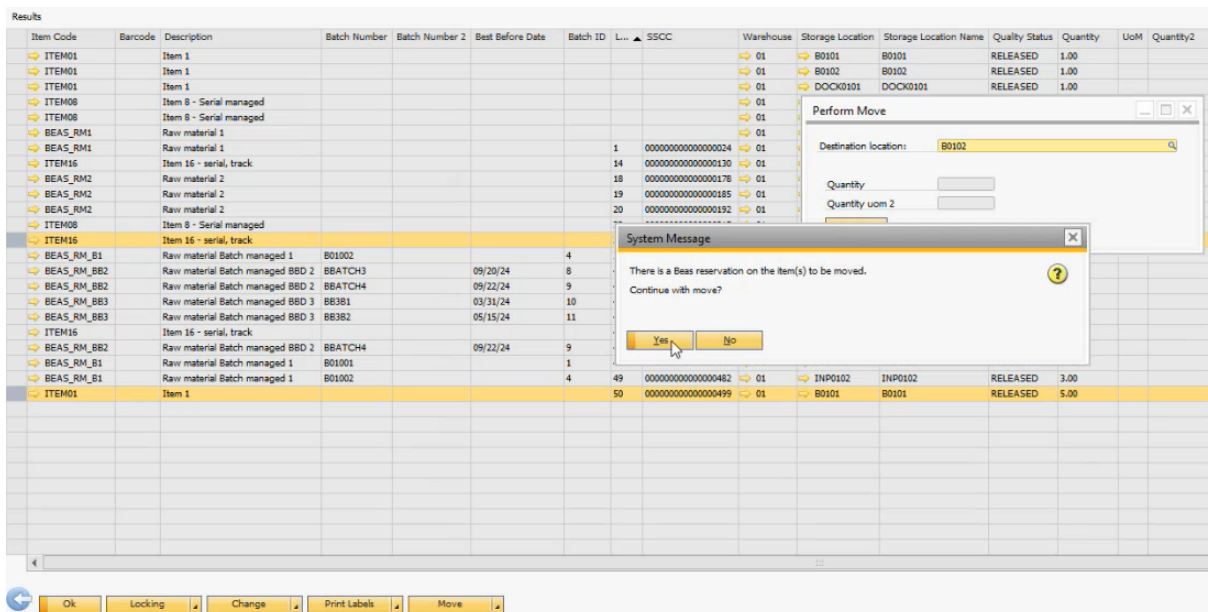 Results
Item Code Barcode Description Batch Number Batch Number 2 Best Before Date Batch ID L... SSCC Warehouse Storage Location Storage Location Name Quality Status Quantity UoM Quantity2
ITEM01 Item 1 01 B0101 B0101 RELEASED 1.00
ITEM01 Item 1 01 B0102 B0102 RELEASED 1.00
ITEM01 Item 1 01 DOCK0101 DOCK0101 RELEASED 1.00
ITEM08 Item 8 - Serial managed 01
ITEM08 Item 8 - Serial managed 01
BEAS_RM1 Raw material 1 01
BEAS_RM1 Raw material 1 1 000000000000000024 01
ITEM16 Item 16 - serial, track 14 000000000000000130 01
BEAS_RM2 Raw material 2 18 000000000000000178 01
BEAS_RM2 Raw material 2 19 000000000000000185 01
BEAS_RM2 Raw material 2 20 000000000000000192 01
ITEM08 Item 8 - Serial managed
ITEM16 Item 16 - serial, track
BEAS_RM_B1 Raw material Batch managed 1 B01002 4
BEAS_RM_BB2 Raw material Batch managed BBD 2 BBATCH3 09/20/24 8
BEAS_RM_BB2 Raw material Batch managed BBD 2 BBATCH4 09/22/24 9
BEAS_RM_BB3 Raw material Batch managed BBD 3 BB3B1 03/31/24 10
BEAS_RM_BB3 Raw material Batch managed BBD 3 BB3B2 05/15/24 11
ITEM16 Item 16 - serial, track
BEAS_RM_BB2 Raw material Batch managed BBD 2 BBATCH4 09/22/24 9
BEAS_RM_B1 Raw material Batch managed 1 B01001 1
BEAS_RM_B1 Raw material Batch managed 1 B01002 4 49 000000000000000482 01 INP0102 INP0102 RELEASED 3.00
ITEM01 Item 1 50 000000000000000499 01 B0101 B0101 RELEASED 5.00
Perform Move
Destination location: B0102
Quantity
Quantity uom 2
System Message
There is a Beas reservation on the item(s) to be moved.
Continue with move?
Yes No
Ok Locking Change Print Labels Move